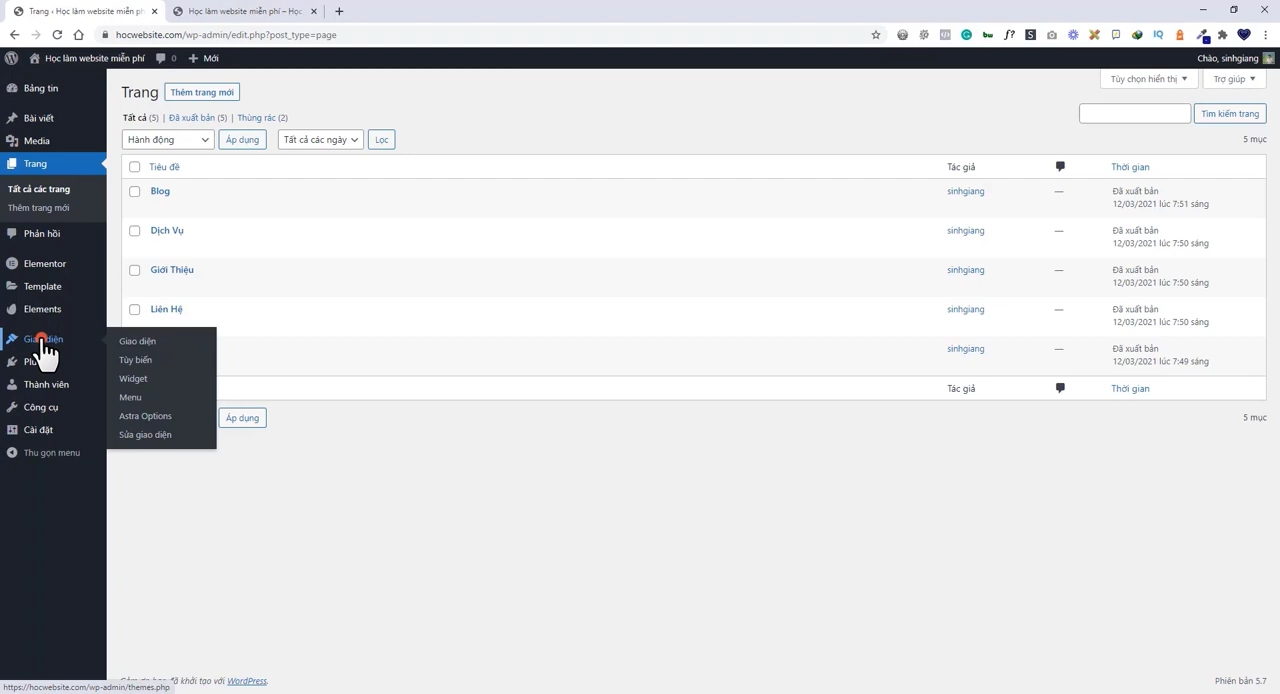 Trang ‹ Học làm website miễn phí
Học làm website miễn phí – Học
hocwebsite.com/wp-admin/edit.php?post_type=page
Học làm website miễn phí 0 Mới
Chào, sinhgiang
Bảng tin
Bài viết
Media
Trang
Tất cả các trang
Thêm trang mới
Phản hồi
Elementor
Template
Elements
Giao diện
Thành viên
Công cụ
Cài đặt
Thu gọn menu
Giao diện
Tùy biến
Widget
Menu
Astra Options
Sửa giao diện
Tùy chọn hiển thị
Trợ giúp
Trang
Thêm trang mới
Tất cả (5) | Đã xuất bản (5) | Thùng rác (2)
Tìm kiếm trang
Hành động Áp dụng Tất cả các ngày Lọc
5 mục
Tiêu đề Tác giả Thời gian
Blog sinhgiang — Đã xuất bản
12/03/2021 lúc 7:51 sáng
Dịch Vụ sinhgiang — Đã xuất bản
12/03/2021 lúc 7:50 sáng
Giới Thiệu sinhgiang — Đã xuất bản
12/03/2021 lúc 7:50 sáng
Liên Hệ sinhgiang — Đã xuất bản
12/03/2021 lúc 7:50 sáng
sinhgiang — Đã xuất bản
12/03/2021 lúc 7:49 sáng
Tác giả Thời gian
Áp dụng
5 mục
Cảm ơn bạn đã khởi tạo với WordPress.
Phiên bản 5.7
https://hocwebsite.com/wp-admin/themes.php